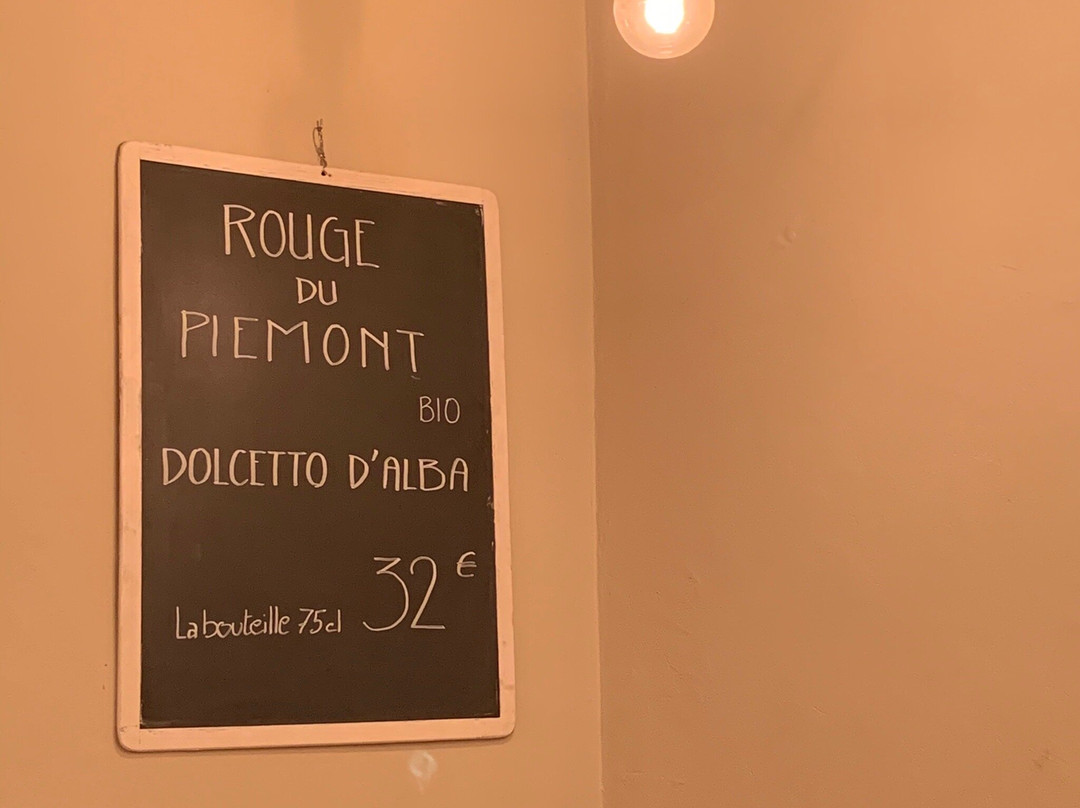 ROUGE
DU
PIEMONT
BIO
DOLCETTO D'ALBA
La bouteille 75cl 32 €